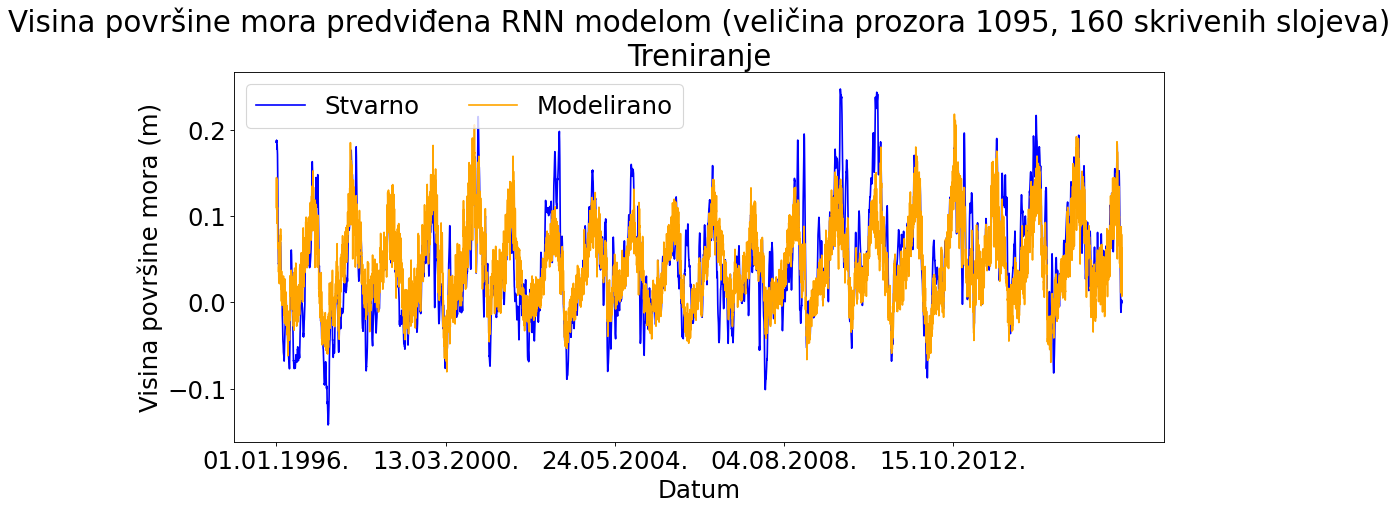 Visina površine mora predviđena RNN modelom (veličina prozora 1095, 160 skrivenih slojeva)
Treniranje
Stvarno
Modelirano
Visina površine mora (m)
0.2
0.1
0.0
−0.1
01.01.1996.
13.03.2000.
24.05.2004.
04.08.2008.
15.10.2012.
Datum